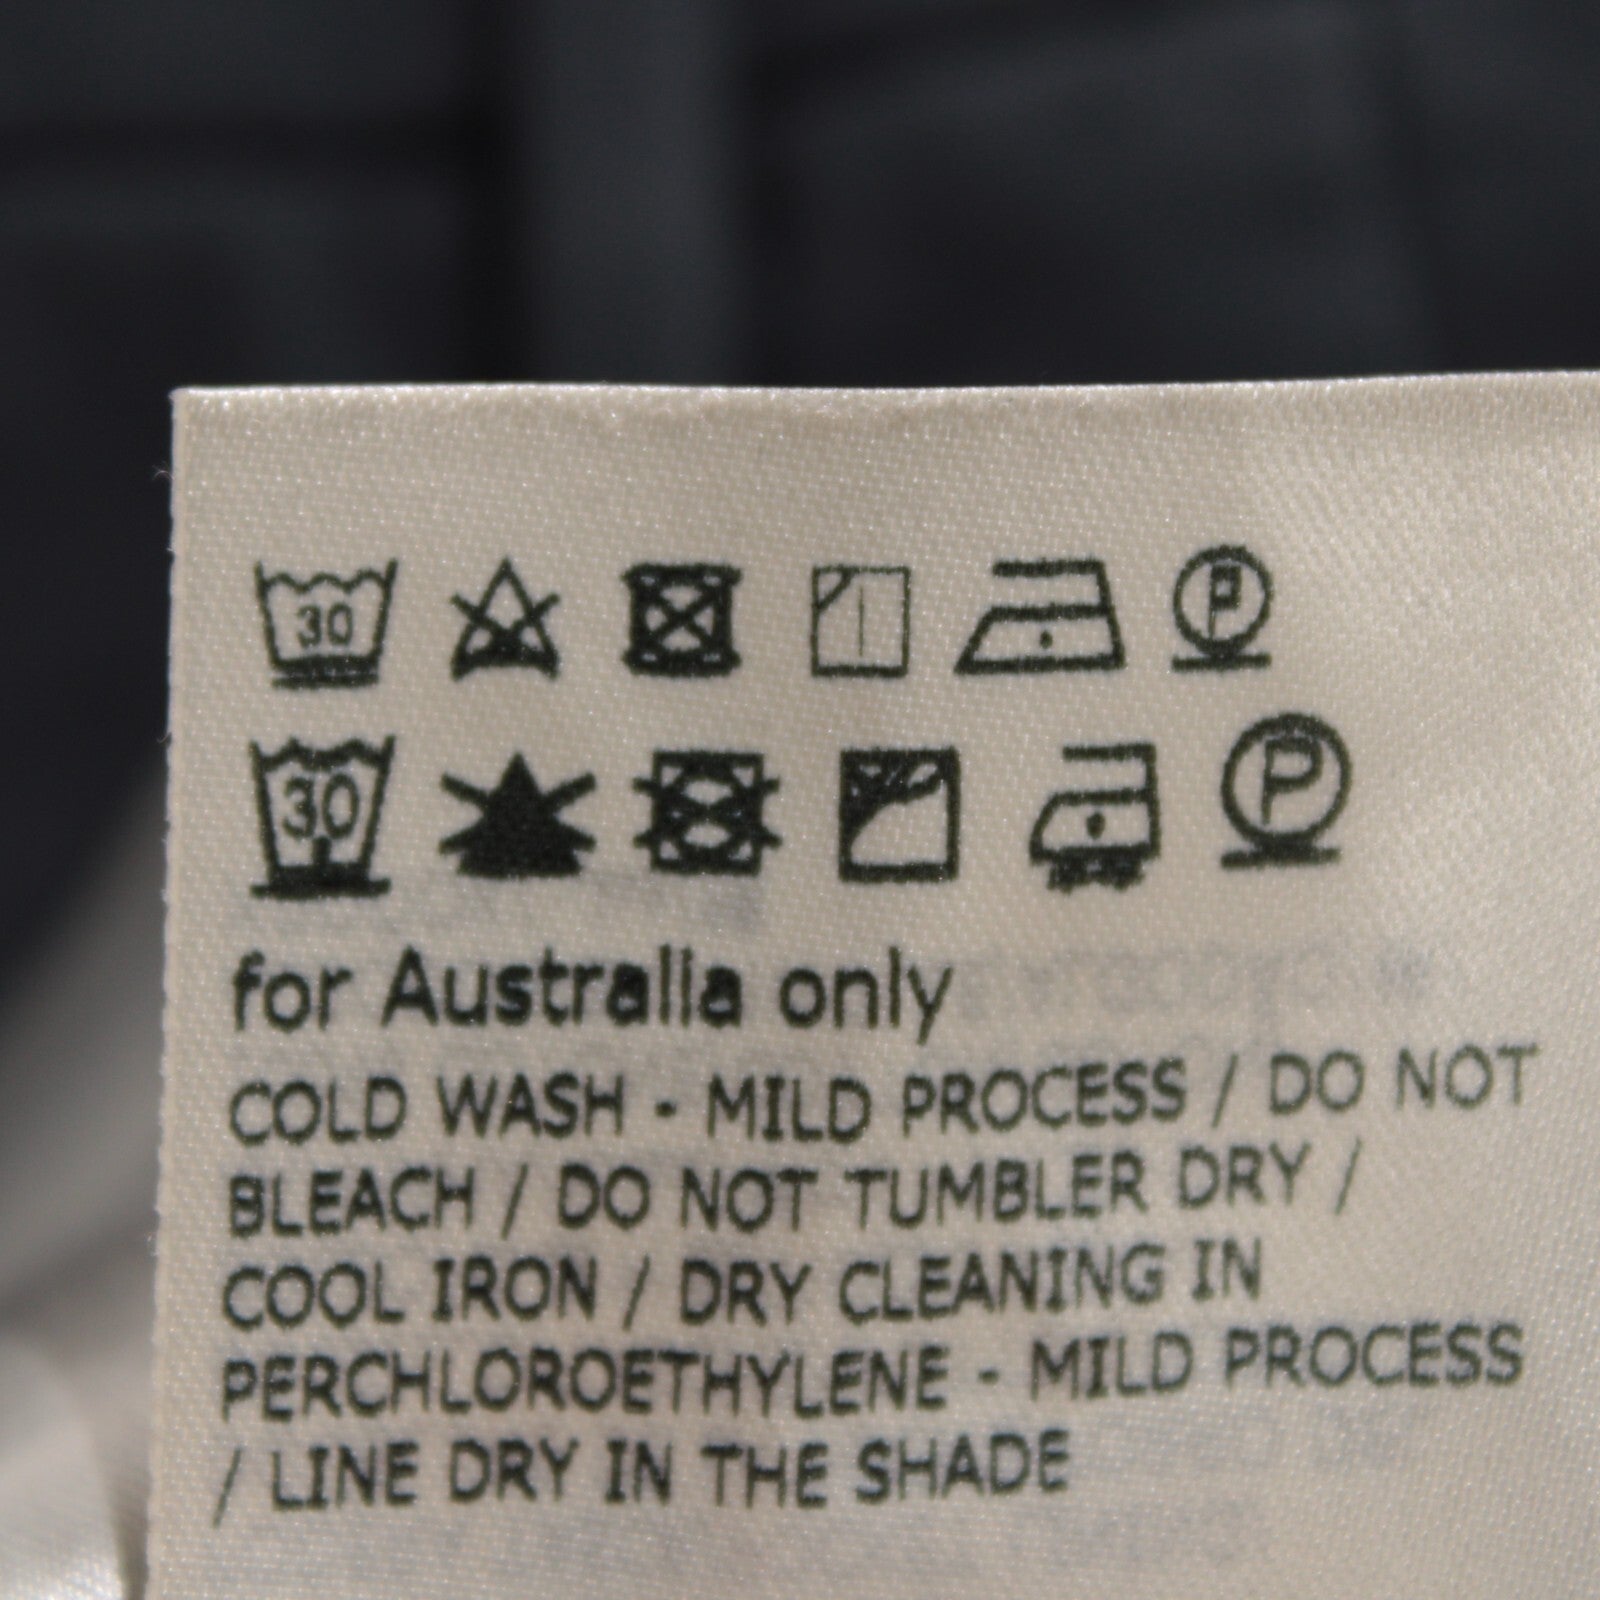 30 P
30 P
for Australia only
COLD WASH - MILD PROCESS / DO NOT
BLEACH / DO NOT TUMBLER DRY /
COOL IRON / DRY CLEANING IN
PERCHLOROETHYLENE - MILD PROCESS
/ LINE DRY IN THE SHADE